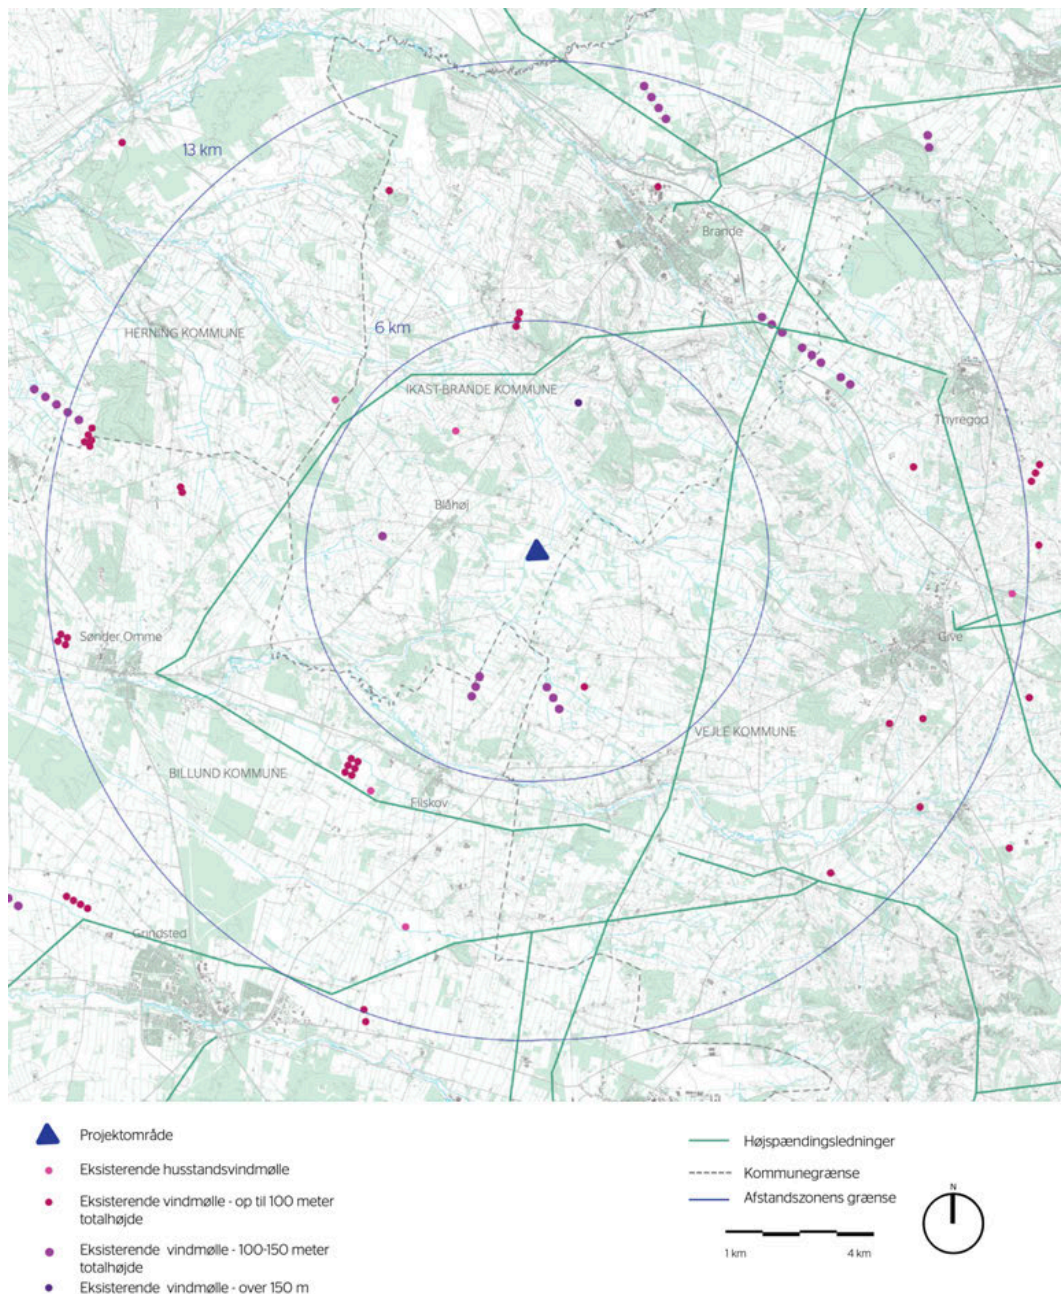 13 km
Brande
HERNING KOMMUNE
6 km
IKAST-BRANDE KOMMUNE
Thyregod
Blåhøj
Sønder Omme
Give
VEJLE KOMMUNE
BILLUND KOMMUNE
Filskov
Grindsted
Projektområde
Eksisterende husstandsvindmølle
Eksisterende vindmølle - op til 100 meter
totalhøjde
Eksisterende vindmølle - 100-150 meter
totalhøjde
Eksisterende vindmølle - over 150 m
Højspændingsledninger
Kommunegrænse
Afstandszonens grænse
N
1 km 4 km